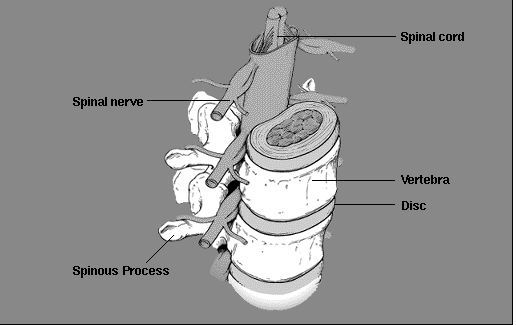 Spinal cord
Spinal nerve
Vertebra
Disc
Spinous Process